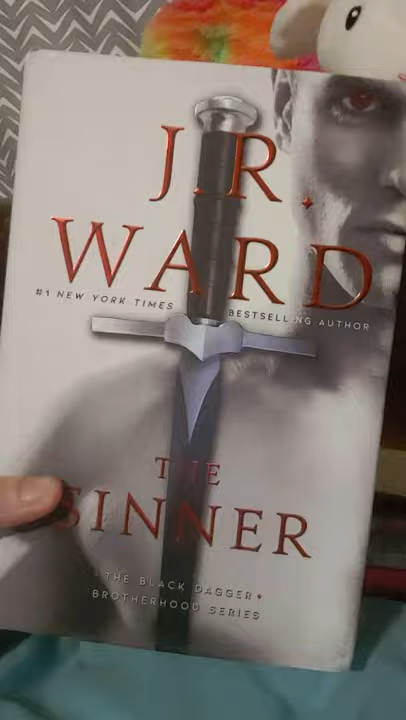 J.R.
WARD
#1 NEW YORK TIMES BESTSELLING AUTHOR
THE
SINNER
THE BLACK DAGGER
BROTHERHOOD SERIES